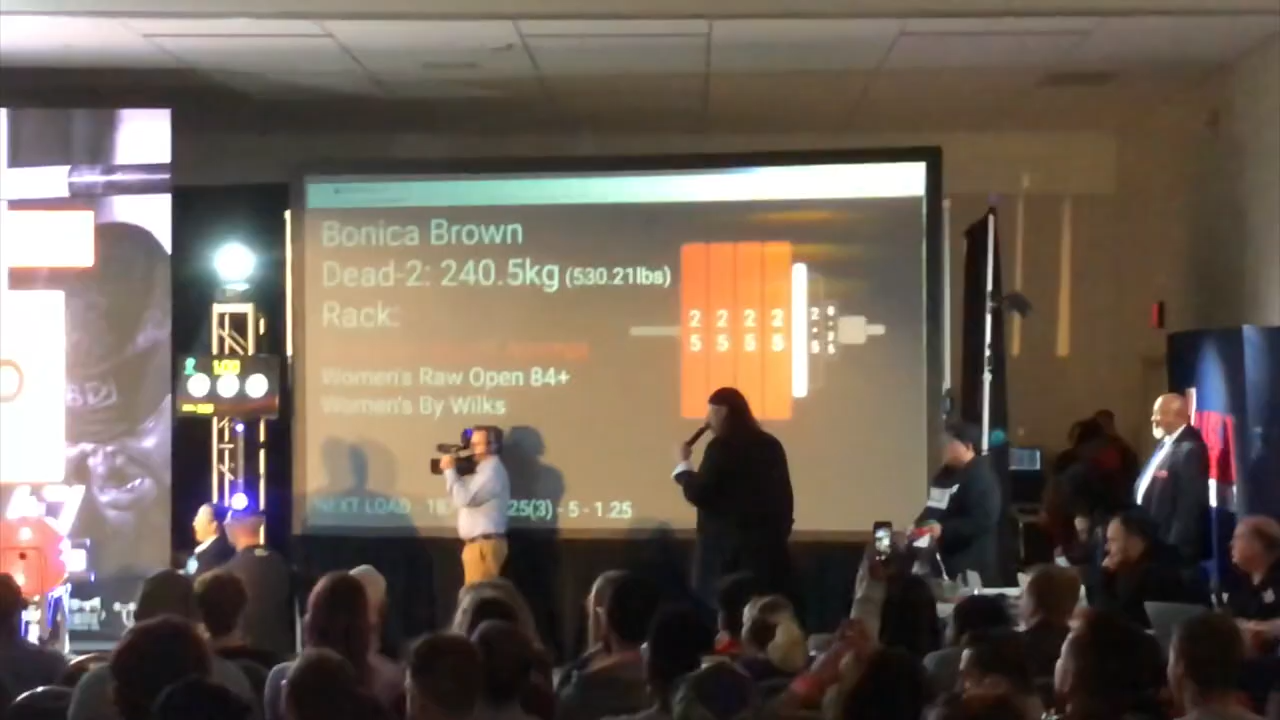 Bonica Brown
Dead-2: 240.5kg (530.21lbs)
Rack:
Women's Raw Open 84+
Women's By Wilks
NEXT LOAD 25(3) - 5 - 1.25
2 2 2 2
5 5 5 5